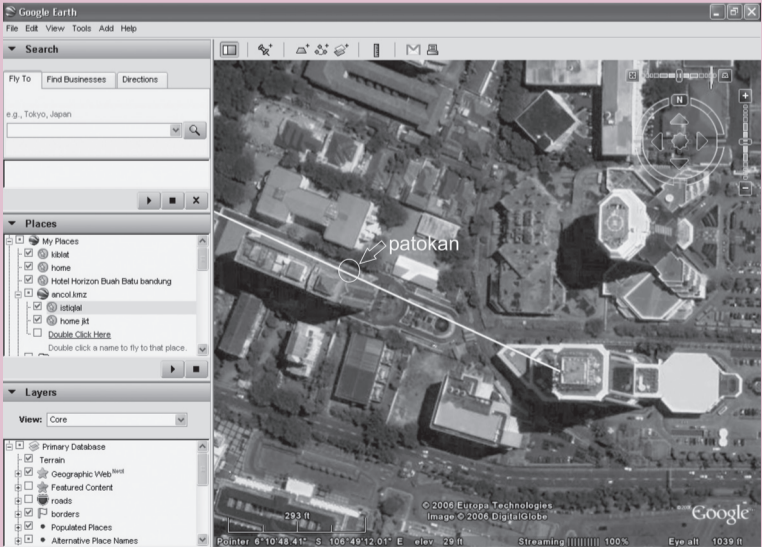 Google Earth
File Edit View Tools Add Help
Search
Fly To Find Businesses Directions
e.g., Tokyo, Japan
Places
My Places
kiblat
home
Hotel Horizon Buah Batu bandung
ancol.kmz
istiqlal
home jkt
Double Click Here
Double click a name to fly to that place.
Layers
View: Core
Primary Database
Terrain
Geographic Web New!
Featured Content
roads
borders
Populated Places
Alternative Place Names
N
patokan
© 2006 Europa Technologies
Image © 2006 DigitalGlobe
Google
293 ft
Pointer 6°10'48.41" S 106°49'12.01" E elev 29 ft Streaming |||||||||| 100% Eye alt 1039 ft